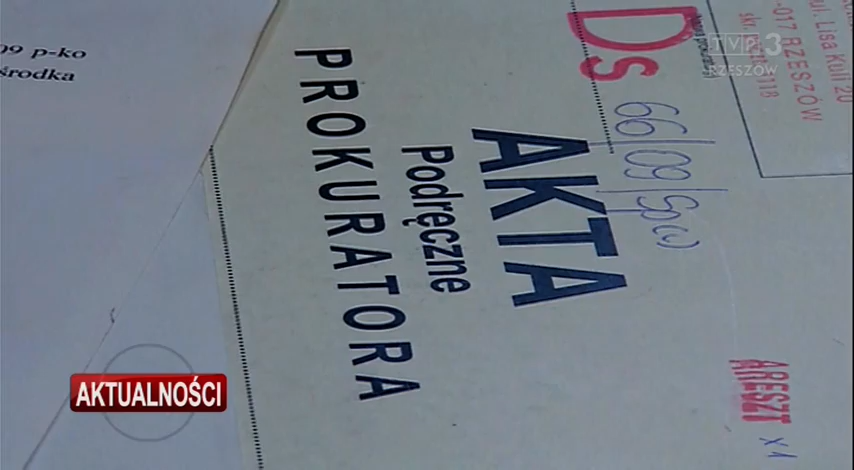 09 p-ko
środka
TVP 3
RZESZÓW
Ds
66/09/Sp(w)
AKTA
Podręczne
PROKURATORA
ul. Lisa Kuli 20
-017 RZESZÓW
ARESZT x1
AKTUALNOŚCI